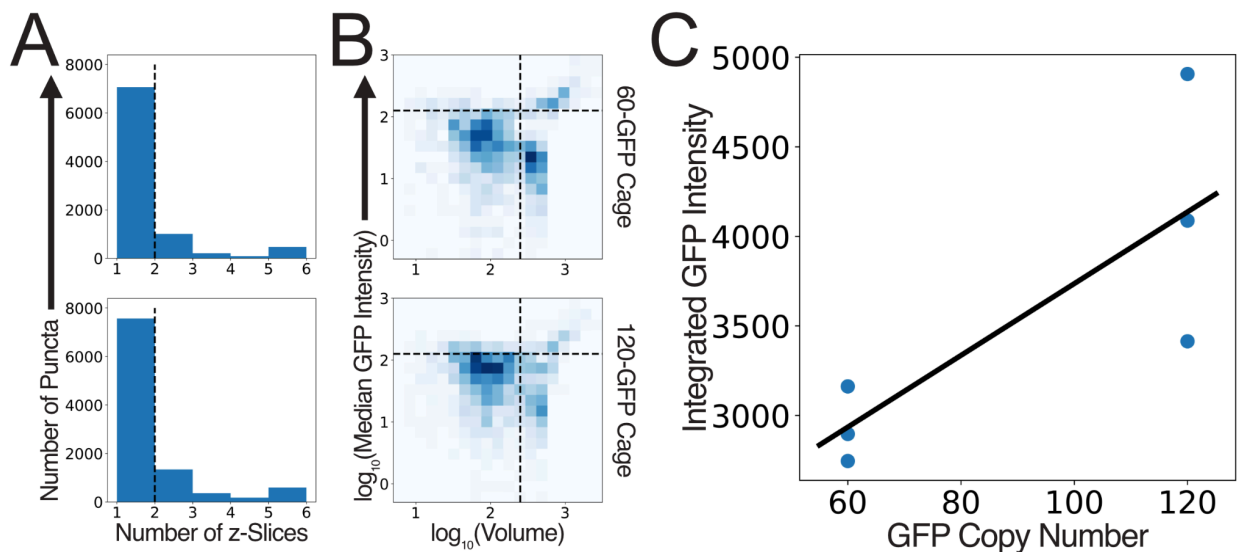 A
8000
6000
4000
2000
0
1 2 3 4 5 6
8000
6000
4000
2000
0
1 2 3 4 5 6
Number of z-Slices
Number of Puncta
B
3
2
1
0
1 2 3
60-GFP Cage
3
2
1
0
1 2 3
120-GFP Cage
log₁₀(Volume)
log₁₀(Median GFP Intensity)
C
5000
4500
4000
3500
3000
60 80 100 120
GFP Copy Number
Integrated GFP Intensity